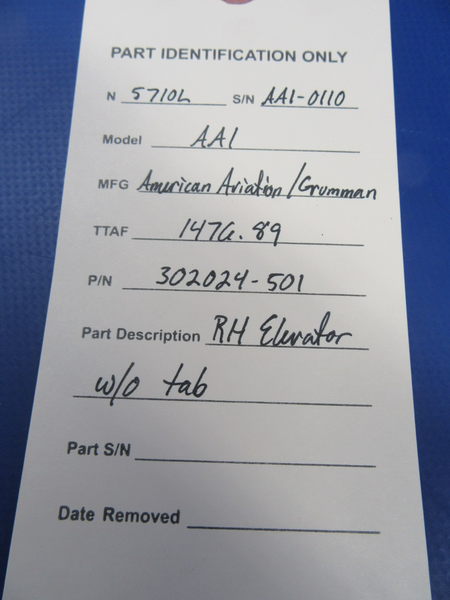 PART IDENTIFICATION ONLY
N 5710L S/N AA1-0110
Model AA1
MFG American Aviation/Grumman
TTAF 1476.89
P/N 302024-501
Part Description RH Elevator
w/o tab
Part S/N
Date Removed